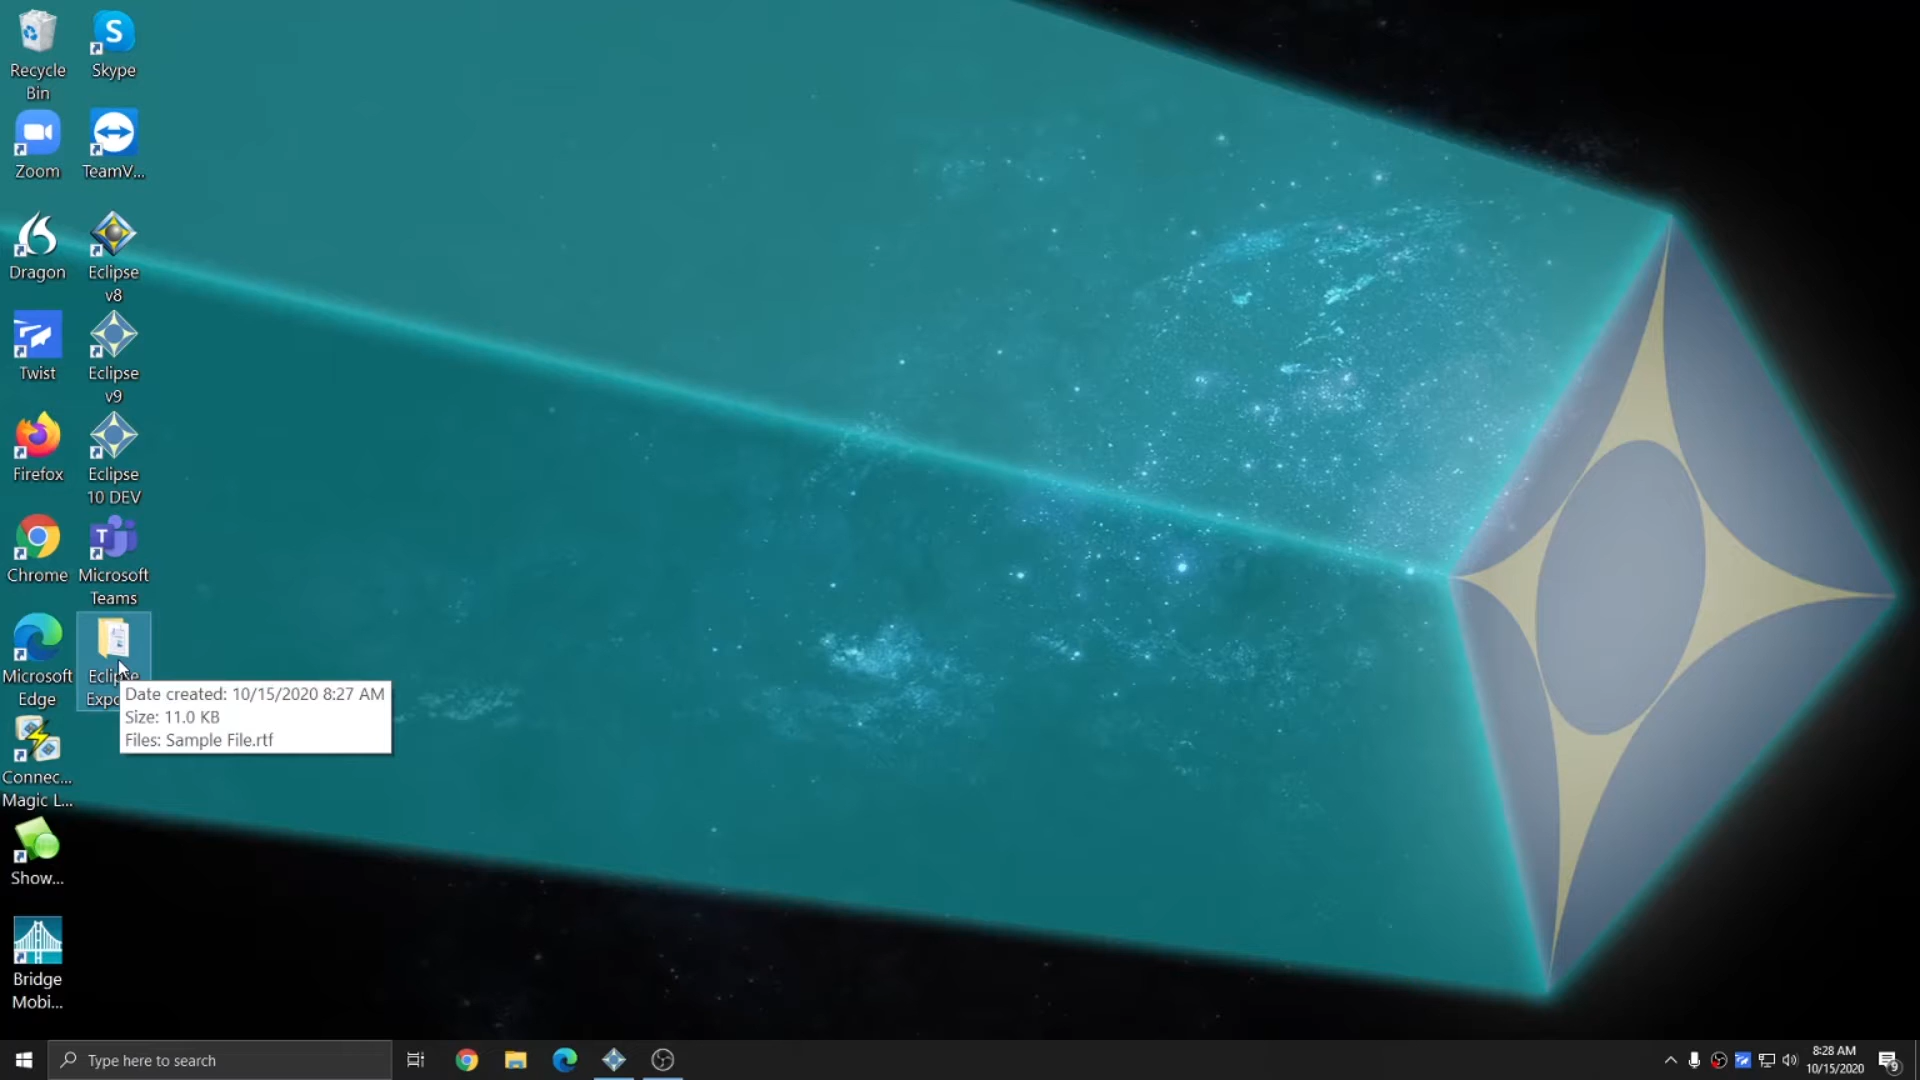 Recycle
Bin
Skype
Zoom
TeamV...
Dragon
Eclipse
v8
Twist
Eclipse
v9
Firefox
Eclipse
10 DEV
Chrome
Microsoft
Teams
Microsoft
Edge
Eclipse
Date created: 10/15/2020 8:27 AM
Size: 11.0 KB
Files: Sample File.rtf
Connec...
Magic L...
Show...
Bridge
Mobi...
Type here to search
8:28 AM
10/15/2020
9